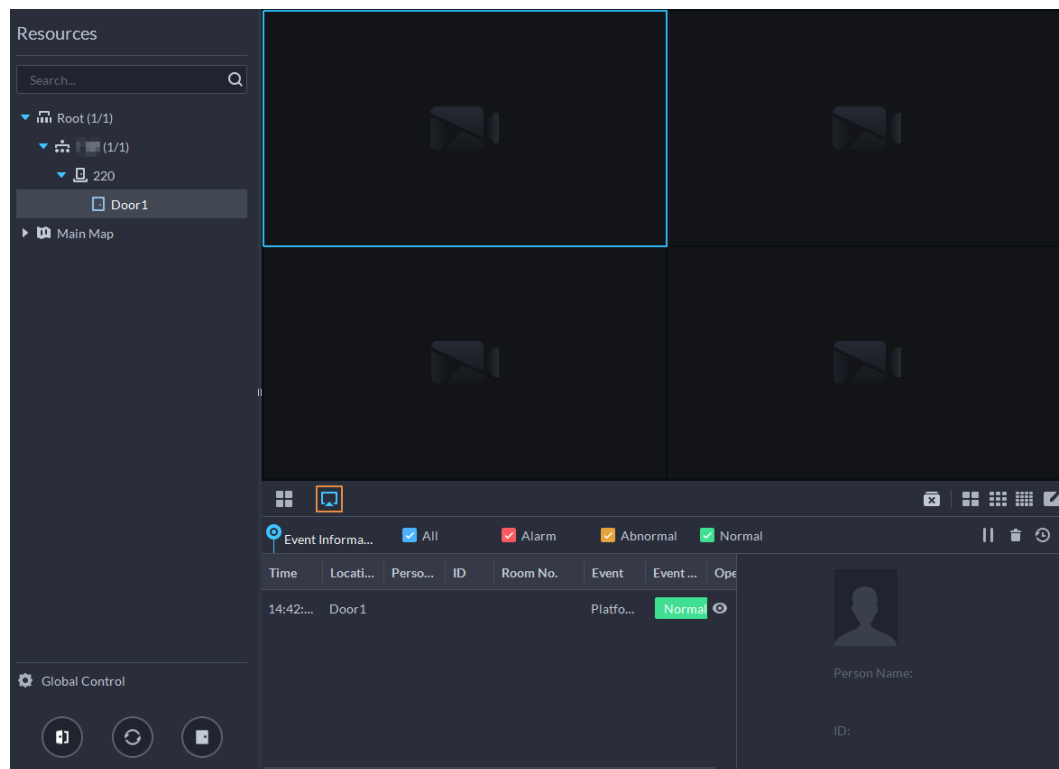 Resources
Search...
Root (1/1)
(1/1)
220
Door1
Main Map
Global Control
Event Informa... All Alarm Abnormal Normal
Time Locati... Perso... ID Room No. Event Event ... Ope
14:42:... Door1 Platfo... Normal
Person Name:
ID: